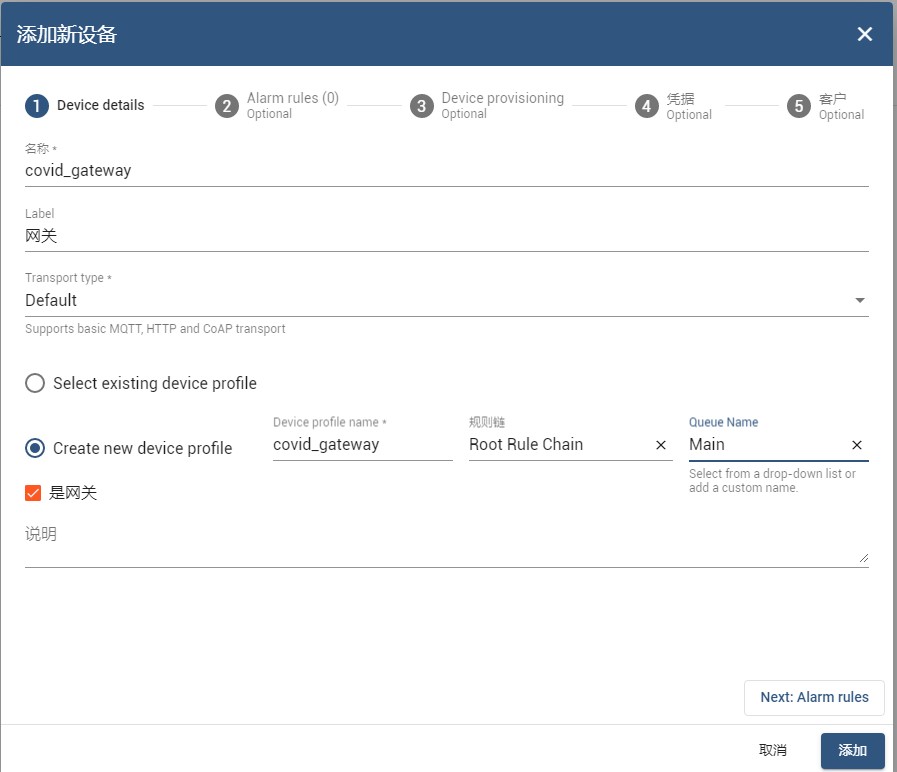 添加新设备
1 Device details
2 Alarm rules (0)
Optional
3 Device provisioning
Optional
4 凭据
Optional
5 客户
Optional
名称 *
covid_gateway
Label
网关
Transport type *
Default
Supports basic MQTT, HTTP and CoAP transport
Select existing device profile
Create new device profile
Device profile name *
covid_gateway
规则链
Root Rule Chain
Queue Name
Main
Select from a drop-down list or
add a custom name.
是网关
说明
Next: Alarm rules
取消
添加